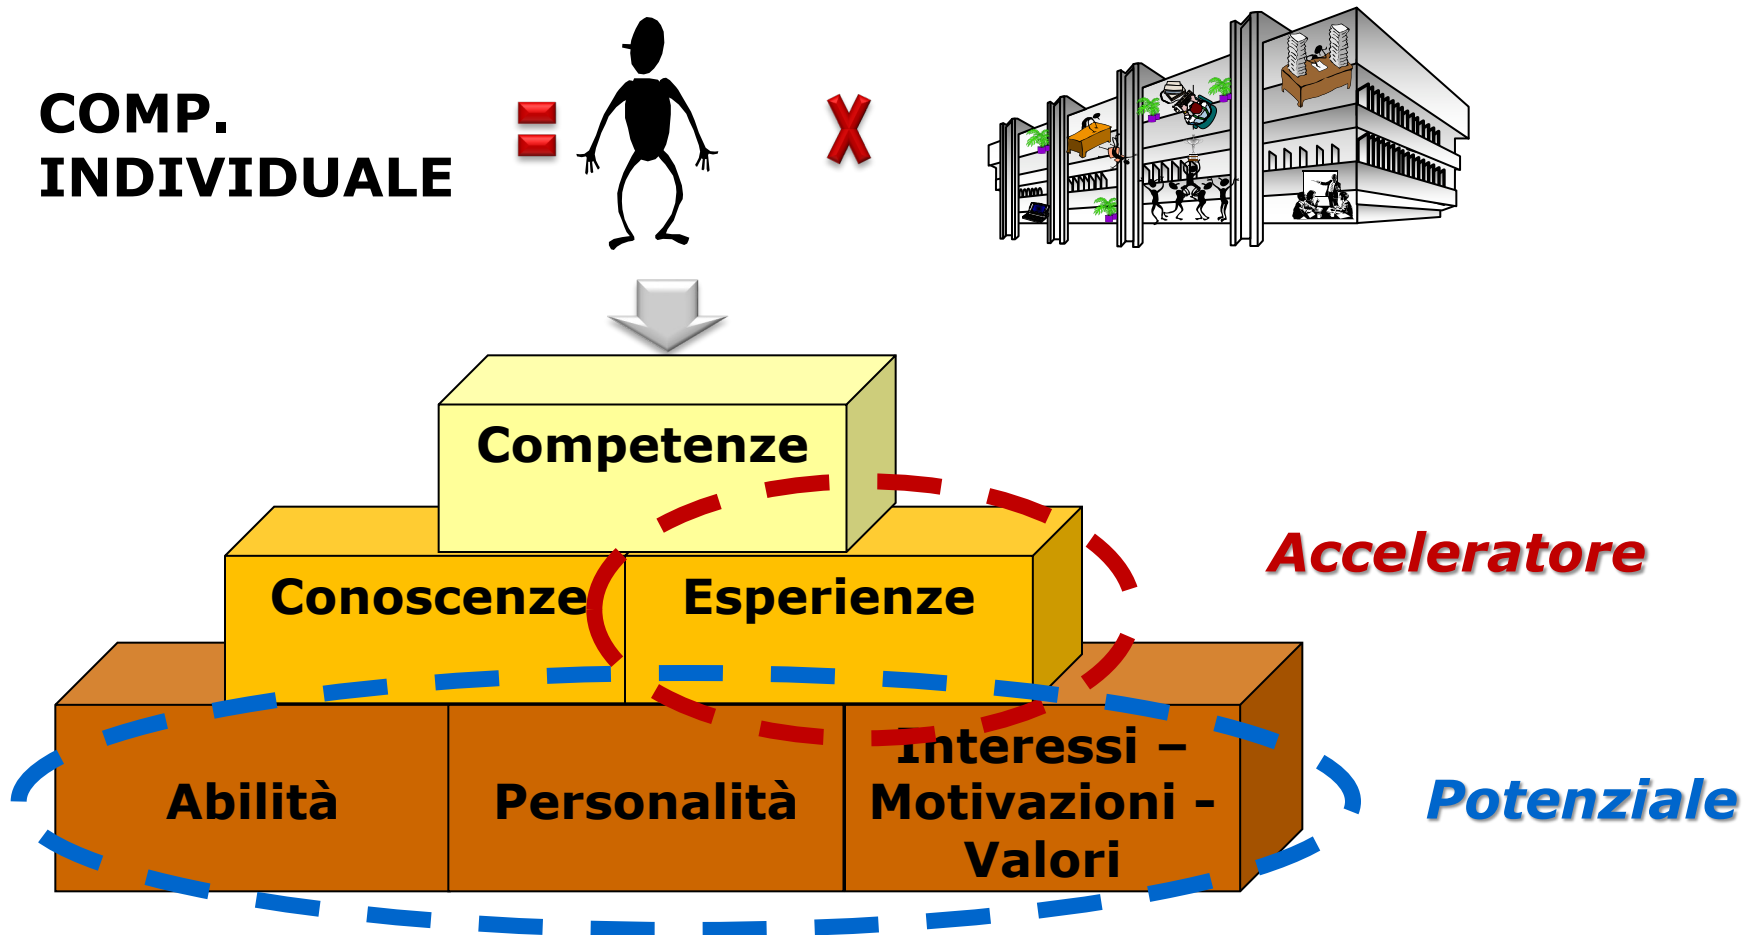 COMP.
INDIVIDUALE
Competenze
Conoscenze
Esperienze
Acceleratore
Abilità
Personalità
Interessi –
Motivazioni –
Valori
Potenziale